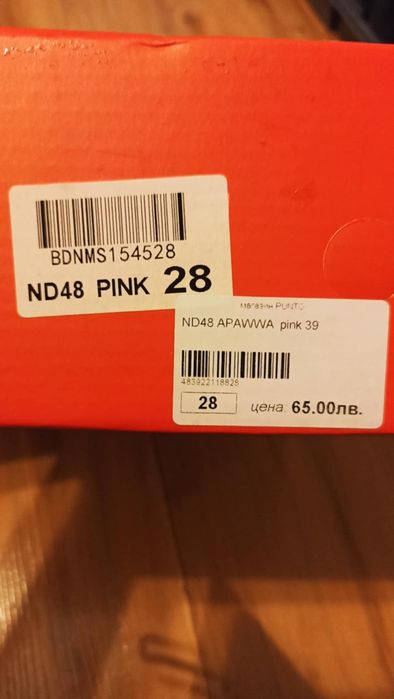 BDNMS154528
ND48 PINK 28
магазин PUNTO
ND48 APAWWA pink 39
483922118828
28 цена: 65.00лв.